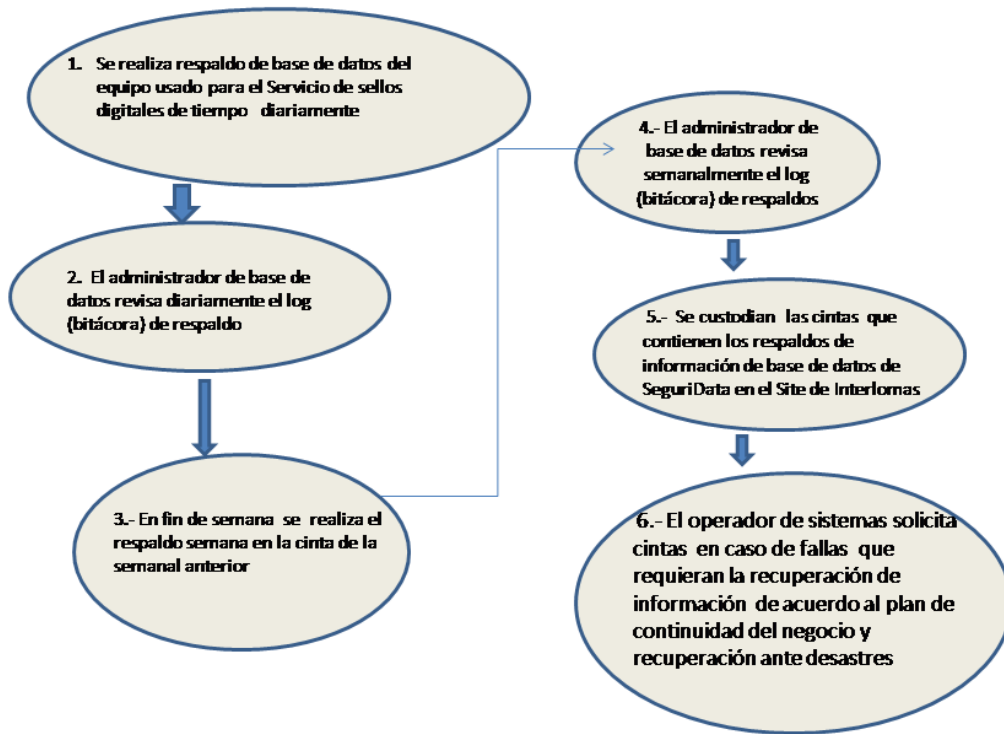 1. Se realiza respaldo de base de datos del
equipo usado para el Servicio de sellos
digitales de tiempo diariamente
2. El administrador de base de
datos revisa diariamente el log
(bitácora) de respaldo
3.- En fin de semana se realiza el
respaldo semana en la cinta de la
semanal anterior
4.- El administrador de
base de datos revisa
semanalmente el log
(bitácora) de respaldos
5.- Se custodian las cintas que
contienen los respaldos de
información de base de datos de
SeguriData en el Site de Interlomas
6.- El operador de sistemas solicita
cintas en caso de fallas que
requieran la recuperación de
información de acuerdo al plan de
continuidad del negocio y
recuperación ante desastres